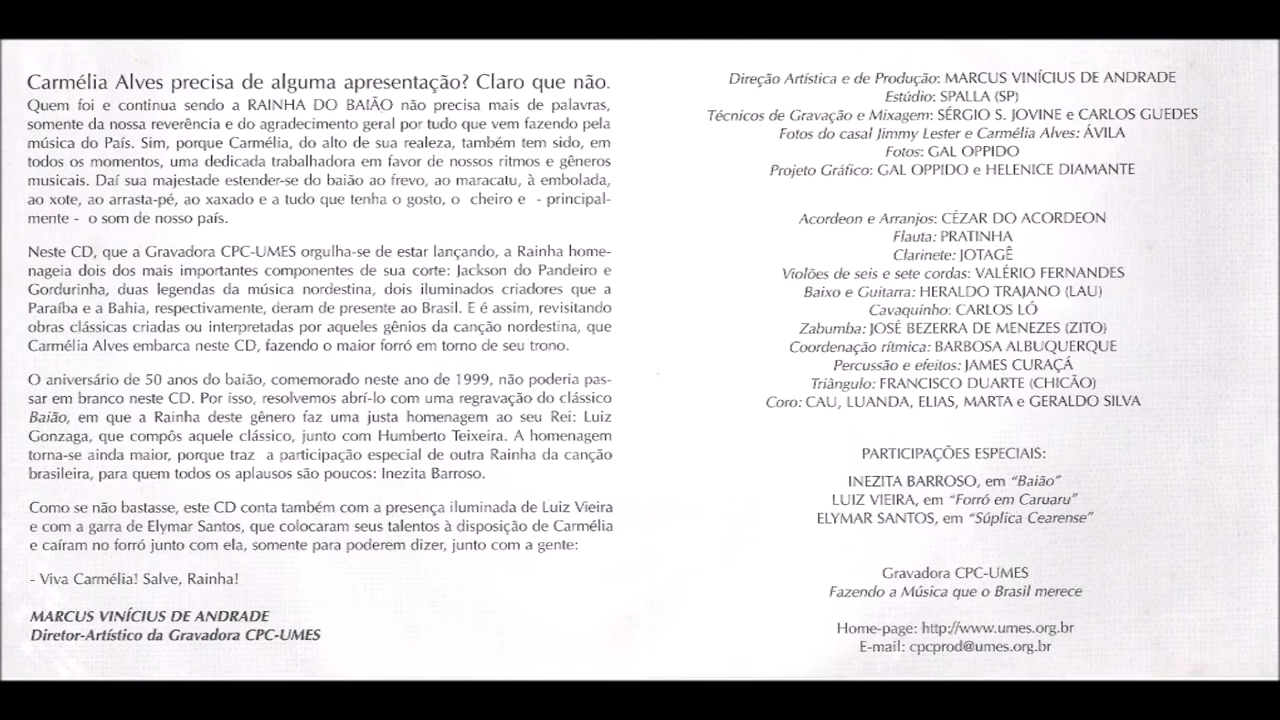 Carmélia Alves precisa de alguma apresentação? Claro que não.
Quem foi e continua sendo a RAINHA DO BAIÃO não precisa mais de palavras,
somente da nossa reverência e do agradecimento geral por tudo que vem fazendo pela
música do País. Sim, porque Carmélia, do alto de sua realeza, também tem sido, em
todos os momentos, uma dedicada trabalhadora em favor de nossos ritmos e gêneros
musicais. Daí sua majestade estender-se do baião ao frevo, ao maracatu, à embolada,
ao xote, ao arrasta-pé, ao xaxado e a tudo que tenha o gosto, o cheiro e - principal-
mente - o som de nosso país.
Neste CD, que a Gravadora CPC-UMES orgulha-se de estar lançando, a Rainha home-
nageia dois dos mais importantes componentes de sua corte: Jackson do Pandeiro e
Gordurinha, duas legendas da música nordestina, dois iluminados criadores que a
Paraíba e a Bahia, respectivamente, deram de presente ao Brasil. E é assim, revisitando
obras clássicas criadas ou interpretadas por aqueles gênios da canção nordestina, que
Carmélia Alves embarca neste CD, fazendo o maior forró em torno de seu trono.
O aniversário de 50 anos do baião, comemorado neste ano de 1999, não poderia pas-
sar em branco neste CD. Por isso, resolvemos abrí-lo com uma regravação do clássico
Baião, em que a Rainha deste gênero faz uma justa homenagem ao seu Rei: Luiz
Gonzaga, que compôs aquele clássico, junto com Humberto Teixeira. A homenagem
torna-se ainda maior, porque traz a participação especial de outra Rainha da canção
brasileira, para quem todos os aplausos são poucos: Inezita Barroso.
Como se não bastasse, este CD conta também com a presença iluminada de Luiz Vieira
e com a garra de Elymar Santos, que colocaram seus talentos à disposição de Carmélia
e caíram no forró junto com ela, somente para poderem dizer, junto com a gente:
- Viva Carmélia! Salve, Rainha!
MARCUS VINÍCIUS DE ANDRADE
Diretor-Artístico da Gravadora CPC-UMES
Direção Artística e de Produção: MARCUS VINÍCIUS DE ANDRADE
Estúdio: SPALLA (SP)
Técnicos de Gravação e Mixagem: SÉRGIO S. JOVINE e CARLOS GUEDES
Fotos do casal Jimmy Lester e Carmélia Alves: ÁVILA
Fotos: GAL OPPIDO
Projeto Gráfico: GAL OPPIDO e HELENICE DIAMANTE
Acordeon e Arranjos: CÉZAR DO ACORDEON
Flauta: PRATINHA
Clarinete: JOTAGÊ
Violões de seis e sete cordas: VALÉRIO FERNANDES
Baixo e Guitarra: HERALDO TRAJANO (LAU)
Cavaquinho: CARLOS LÓ
Zabumba: JOSÉ BEZERRA DE MENEZES (ZITO)
Coordenação rítmica: BARBOSA ALBUQUERQUE
Percussão e efeitos: JAMES CURAÇÁ
Triângulo: FRANCISCO DUARTE (CHICÃO)
Coro: CAU, LUANDA, ELIAS, MARTA e GERALDO SILVA
PARTICIPAÇÕES ESPECIAIS:
INEZITA BARROSO, em “Baião”
LUIZ VIEIRA, em “Forró em Caruaru”
ELYMAR SANTOS, em “Súplica Cearense”
Gravadora CPC-UMES
Fazendo a Música que o Brasil merece
Home-page: http://www.umes.org.br
E-mail: cpcprod@umes.org.br